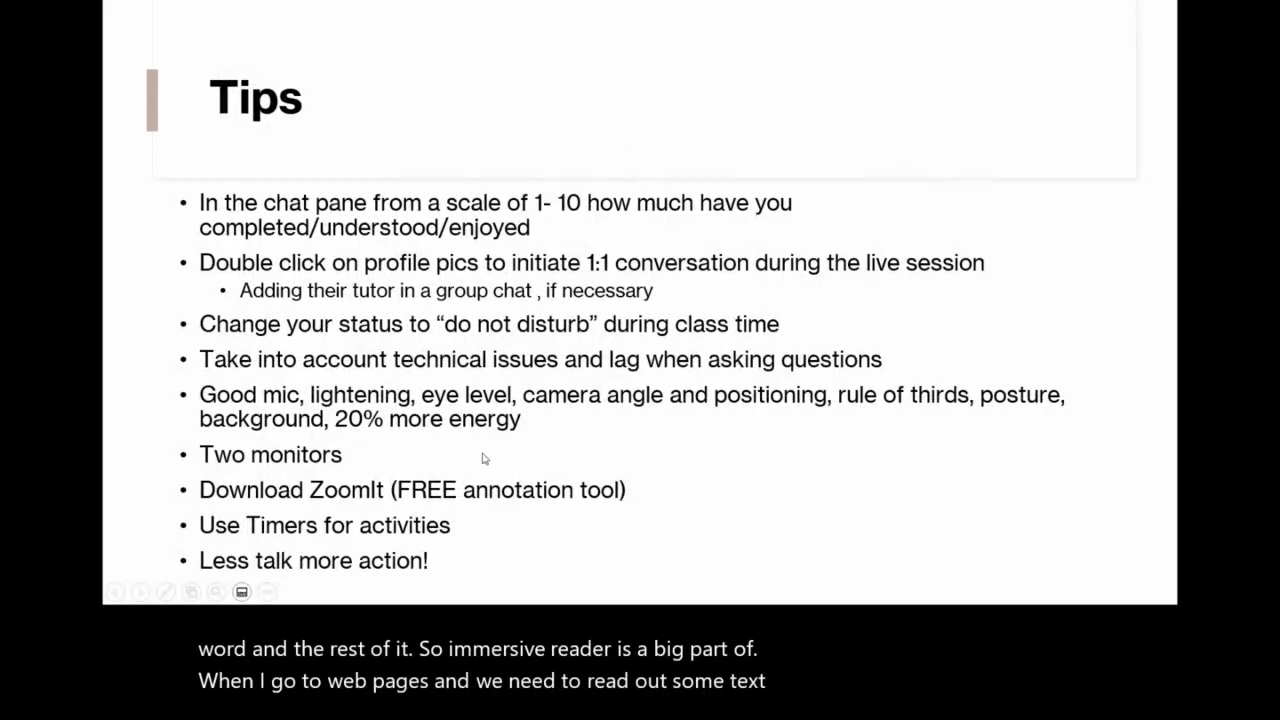 Tips
• In the chat pane from a scale of 1- 10 how much have you
completed/understood/enjoyed
• Double click on profile pics to initiate 1:1 conversation during the live session
• Adding their tutor in a group chat , if necessary
• Change your status to “do not disturb” during class time
• Take into account technical issues and lag when asking questions
• Good mic, lightening, eye level, camera angle and positioning, rule of thirds, posture,
background, 20% more energy
• Two monitors
• Download ZoomIt (FREE annotation tool)
• Use Timers for activities
• Less talk more action!
word and the rest of it. So immersive reader is a big part of.
When I go to web pages and we need to read out some text